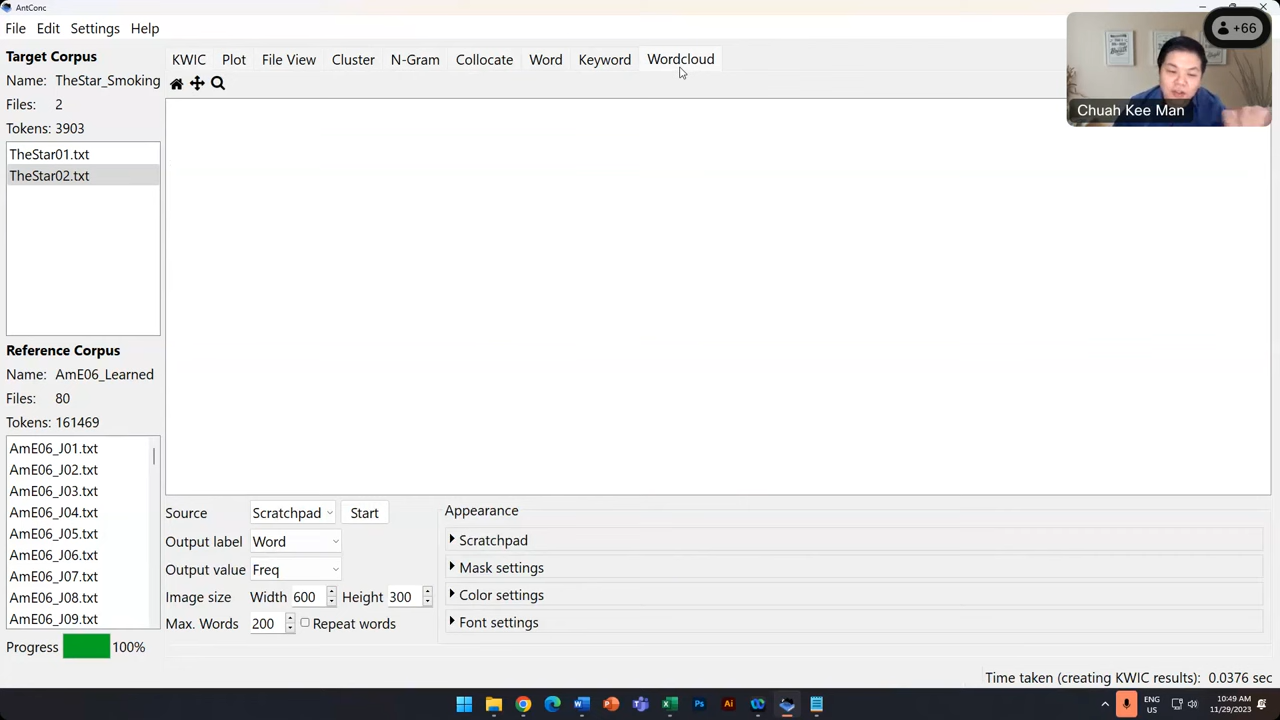 AntConc
File Edit Settings Help
+66
Chuah Kee Man
Target Corpus
Name: TheStar_Smoking
Files: 2
Tokens: 3903
TheStar01.txt
TheStar02.txt
Reference Corpus
Name: AmE06_Learned
Files: 80
Tokens: 161469
AmE06_J01.txt
AmE06_J02.txt
AmE06_J03.txt
AmE06_J04.txt
AmE06_J05.txt
AmE06_J06.txt
AmE06_J07.txt
AmE06_J08.txt
AmE06_J09.txt
Progress 100%
KWIC Plot File View Cluster N-Gram Collocate Word Keyword Wordcloud
Source Scratchpad Start
Output label Word
Output value Freq
Image size Width 600 Height 300
Max. Words 200 Repeat words
Appearance
Scratchpad
Mask settings
Color settings
Font settings
Time taken (creating KWIC results): 0.0376 sec
ENG
US
10:49 AM
11/29/2023